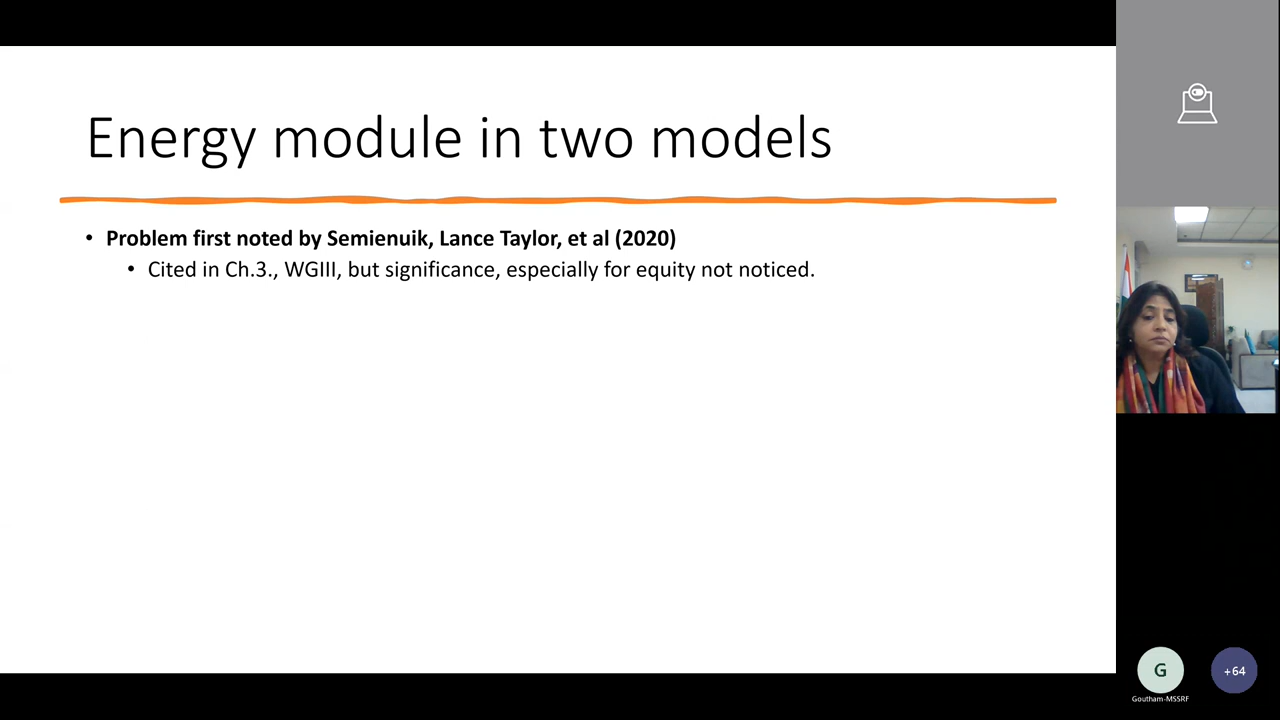 Energy module in two models
• Problem first noted by Semienuik, Lance Taylor, et al (2020)
• Cited in Ch.3., WGIII, but significance, especially for equity not noticed.
G
+64
Goutham-MSSRF